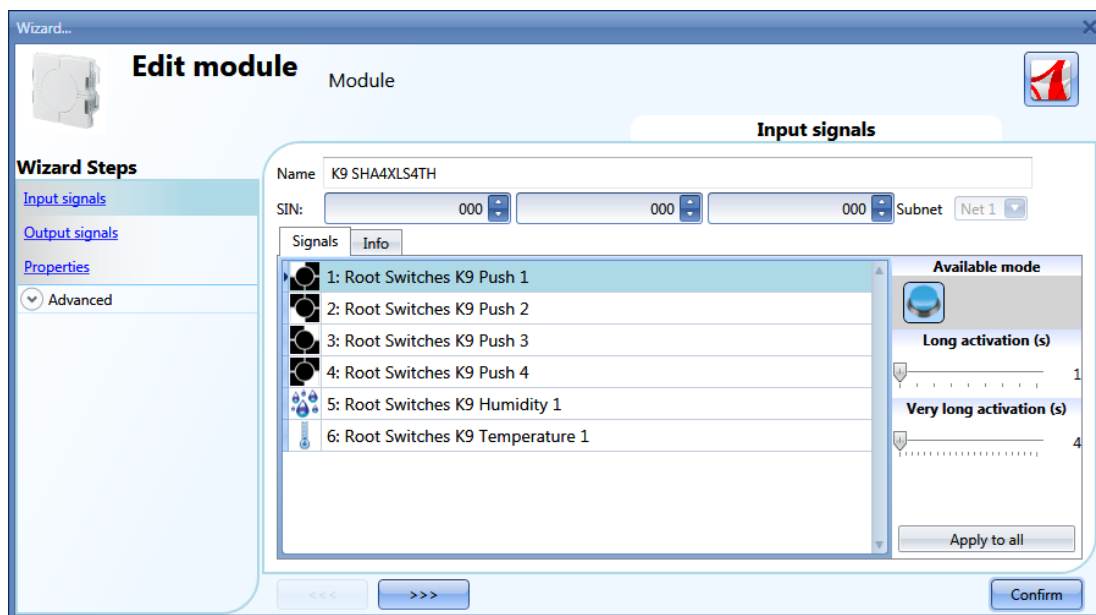 Wizard...
Edit module
Module
Input signals
Wizard Steps
Input signals
Output signals
Properties
Advanced
Name K9 SHA4XLS4TH
SIN: 000 000 000 Subnet Net 1
Signals Info
1: Root Switches K9 Push 1
2: Root Switches K9 Push 2
3: Root Switches K9 Push 3
4: Root Switches K9 Push 4
5: Root Switches K9 Humidity 1
6: Root Switches K9 Temperature 1
Available mode
Long activation (s)
1
Very long activation (s)
4
Apply to all
<<< >>> Confirm